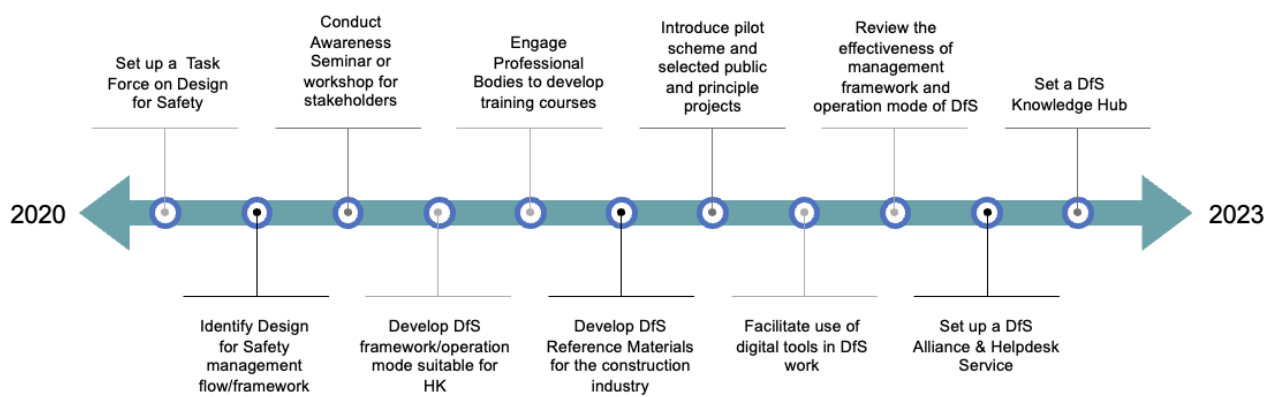 Set up a Task
Force on Design
for Safety
Conduct
Awareness
Seminar or
workshop for
stakeholders
Engage
Professional
Bodies to develop
training courses
Introduce pilot
scheme and
selected public
and principle
projects
Review the
effectiveness of
management
framework and
operation mode of DfS
Set a DfS
Knowledge Hub
2020
2023
Identify Design
for Safety
management
flow/framework
Develop DfS
framework/operation
mode suitable for
HK
Develop DfS
Reference Materials
for the construction
industry
Facilitate use of
digital tools in DfS
work
Set up a DfS
Alliance & Helpdesk
Service